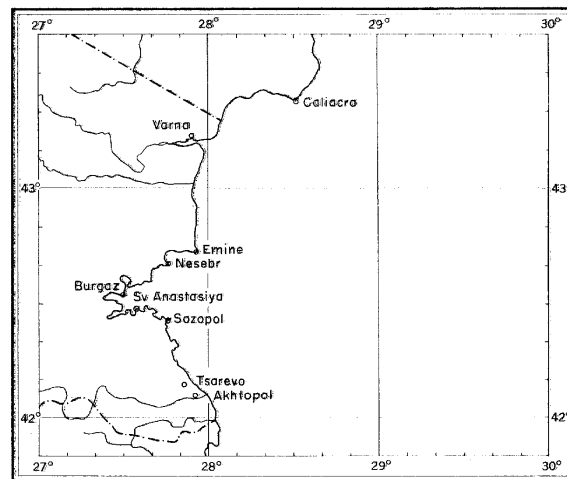 27° 28° 29° 30°
Caliacra
Varna
43° 43°
Emine
Nesebr
Burgaz
Sv Anastasiya
Sozopol
Tsarevo
Akhtopol
42° 42°
27° 28° 29° 30°